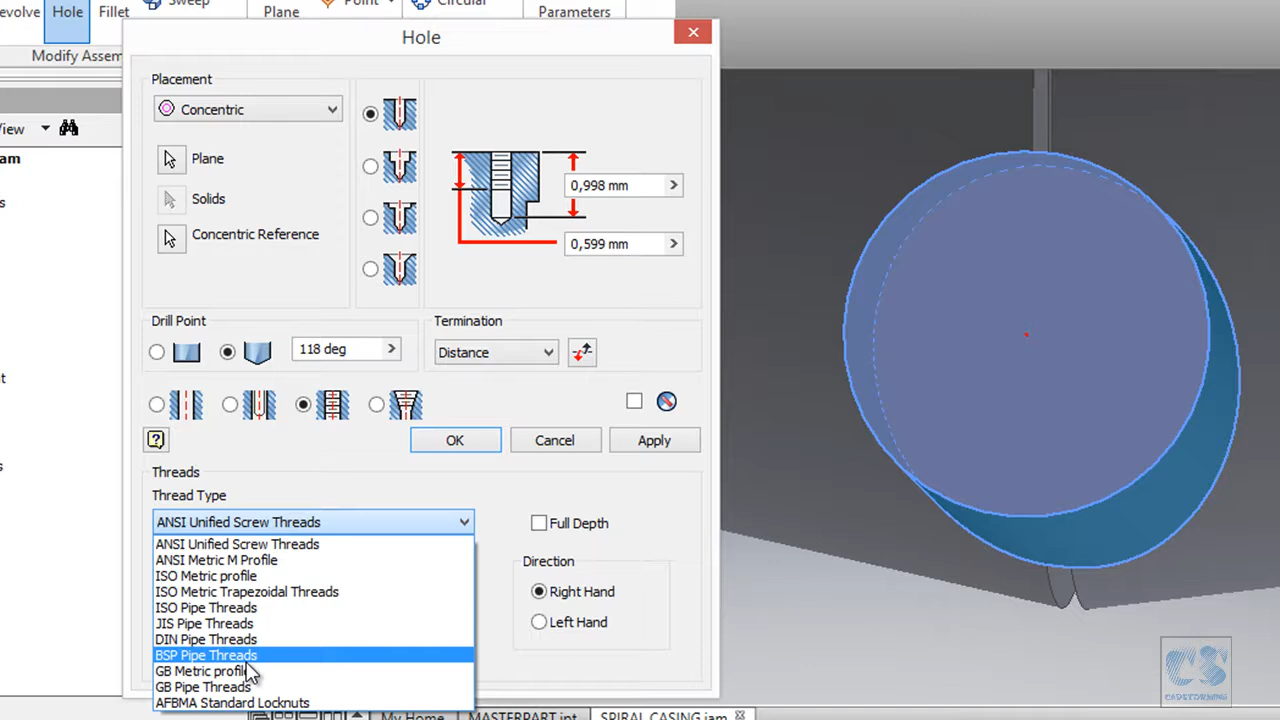 evolve Hole Fillet Sweep Plane Point Circular Parameters
Modify Assem
Hole
View
am
Placement
Concentric
Plane
Solids
Concentric Reference
0,998 mm
0,599 mm
Drill Point
118 deg
Termination
Distance
OK Cancel Apply
Threads
Thread Type
ANSI Unified Screw Threads
Full Depth
ANSI Unified Screw Threads
ANSI Metric M Profile
ISO Metric profile
ISO Metric Trapezoidal Threads
ISO Pipe Threads
JIS Pipe Threads
DIN Pipe Threads
BSP Pipe Threads
GB Metric profile
GB Pipe Threads
AFBMA Standard Locknuts
Direction
Right Hand
Left Hand
My Home MASTERPART.ipt SPIRAL CASING.iam
CS